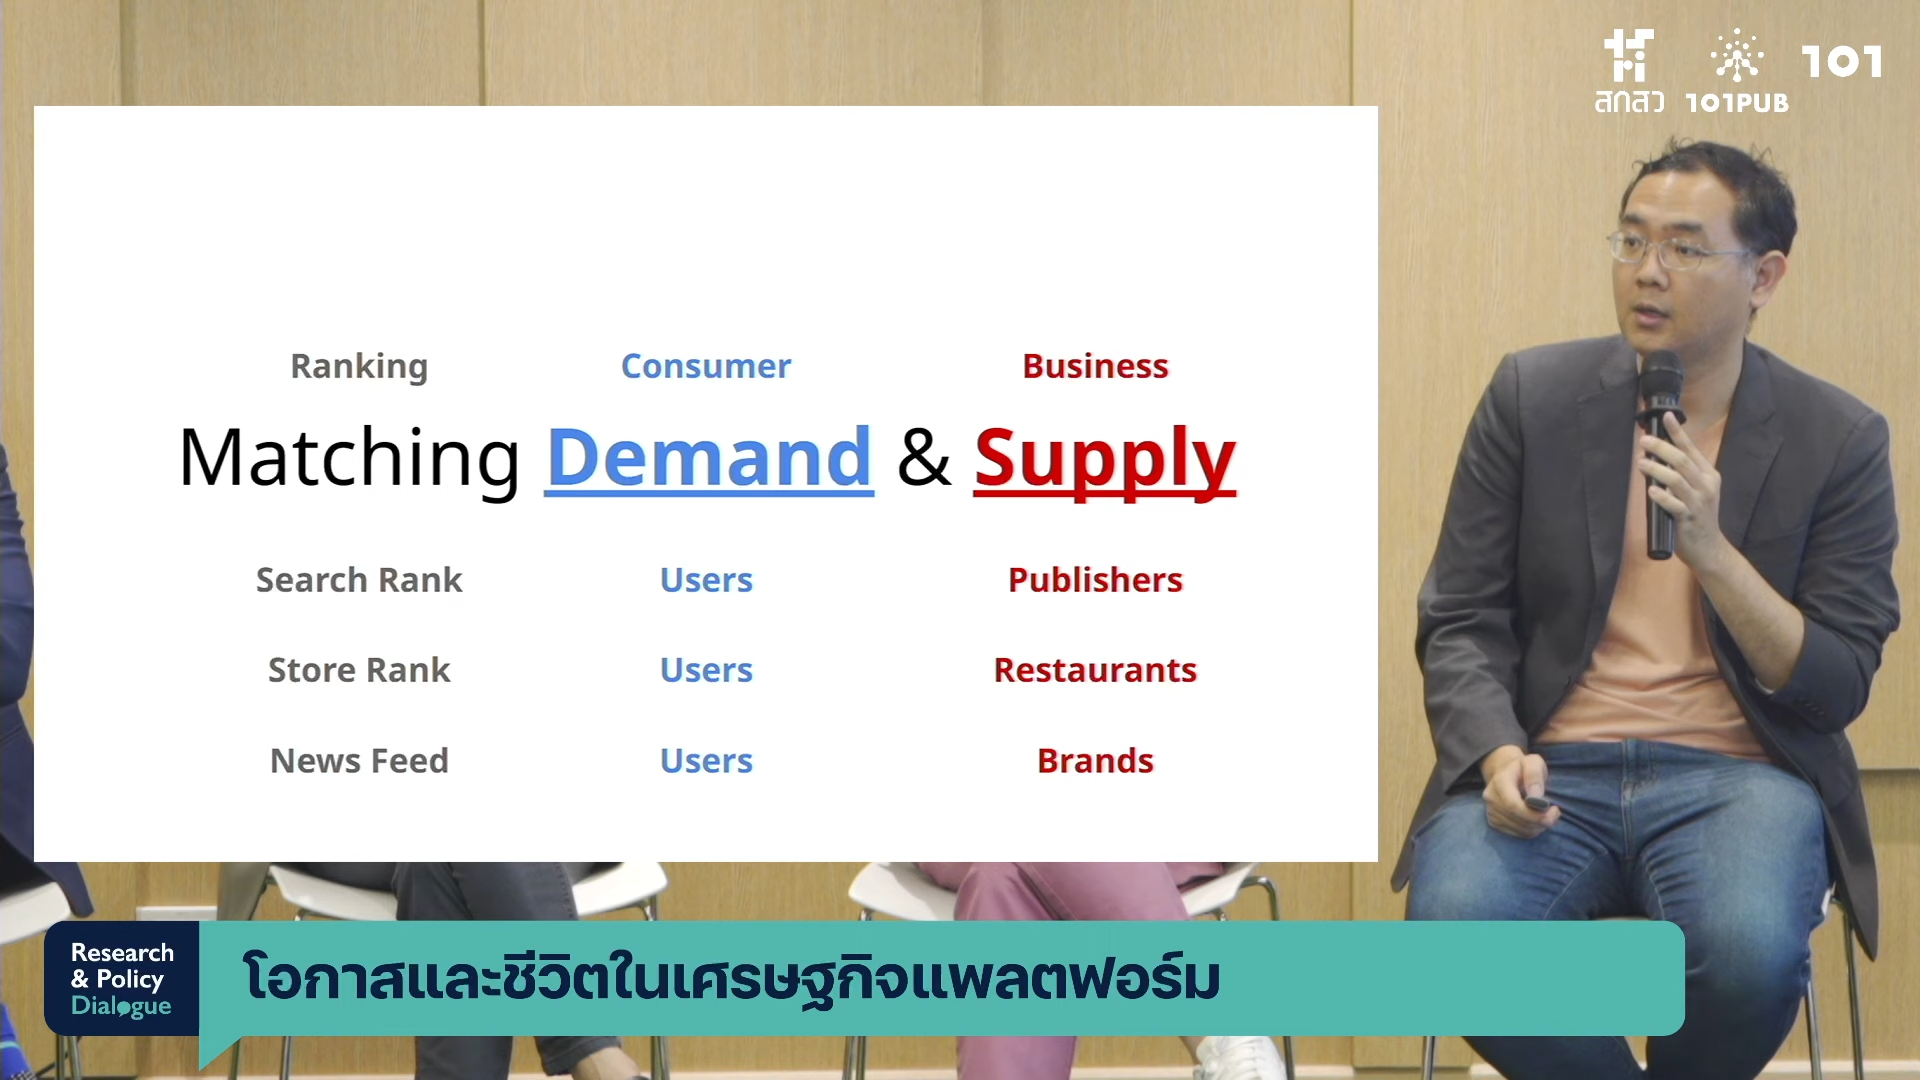 สกสว
101PUB
101
Ranking Consumer Business
Matching Demand & Supply
Search Rank Users Publishers
Store Rank Users Restaurants
News Feed Users Brands
Research
& Policy
Dialogue
โอกาสและชีวิตในเศรษฐกิจแพลตฟอร์ม